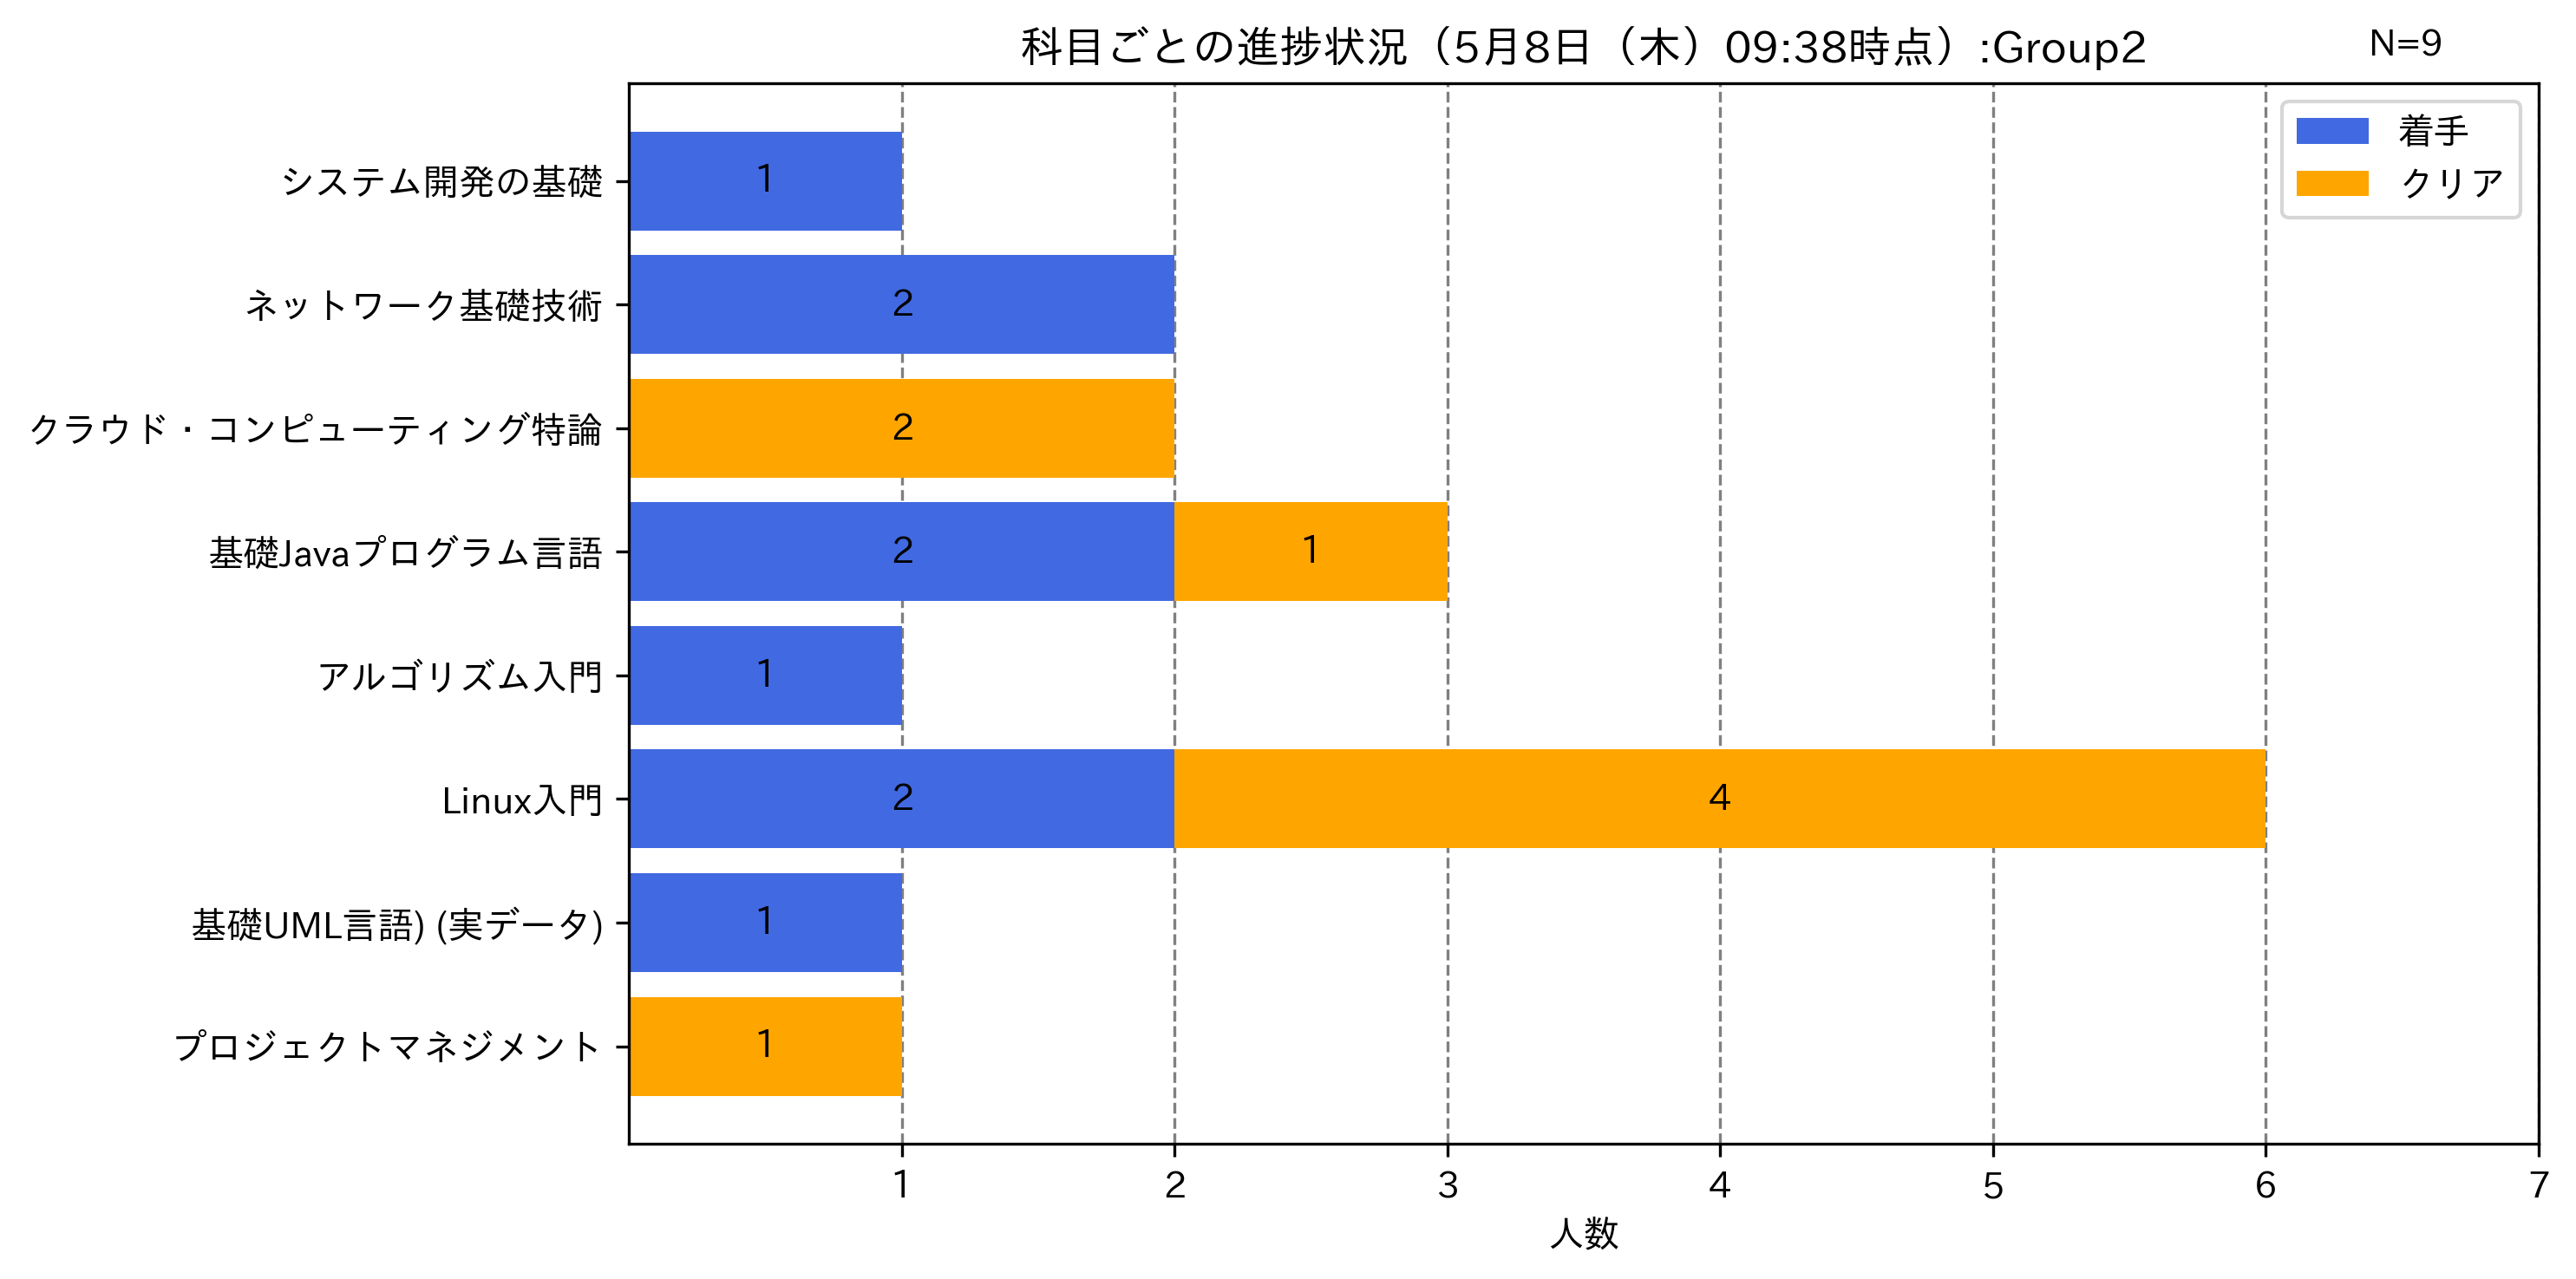 科目ごとの進捗状況（5月8日（木）09:38時点）:Group2
N=9
着手
クリア
システム開発の基礎
1
ネットワーク基礎技術
2
クラウド・コンピューティング特論
2
基礎Javaプログラム言語
2 1
アルゴリズム入門
1
Linux入門
2 4
基礎UML言語) (実データ)
1
プロジェクトマネジメント
1
1 2 3 4 5 6 7
人数